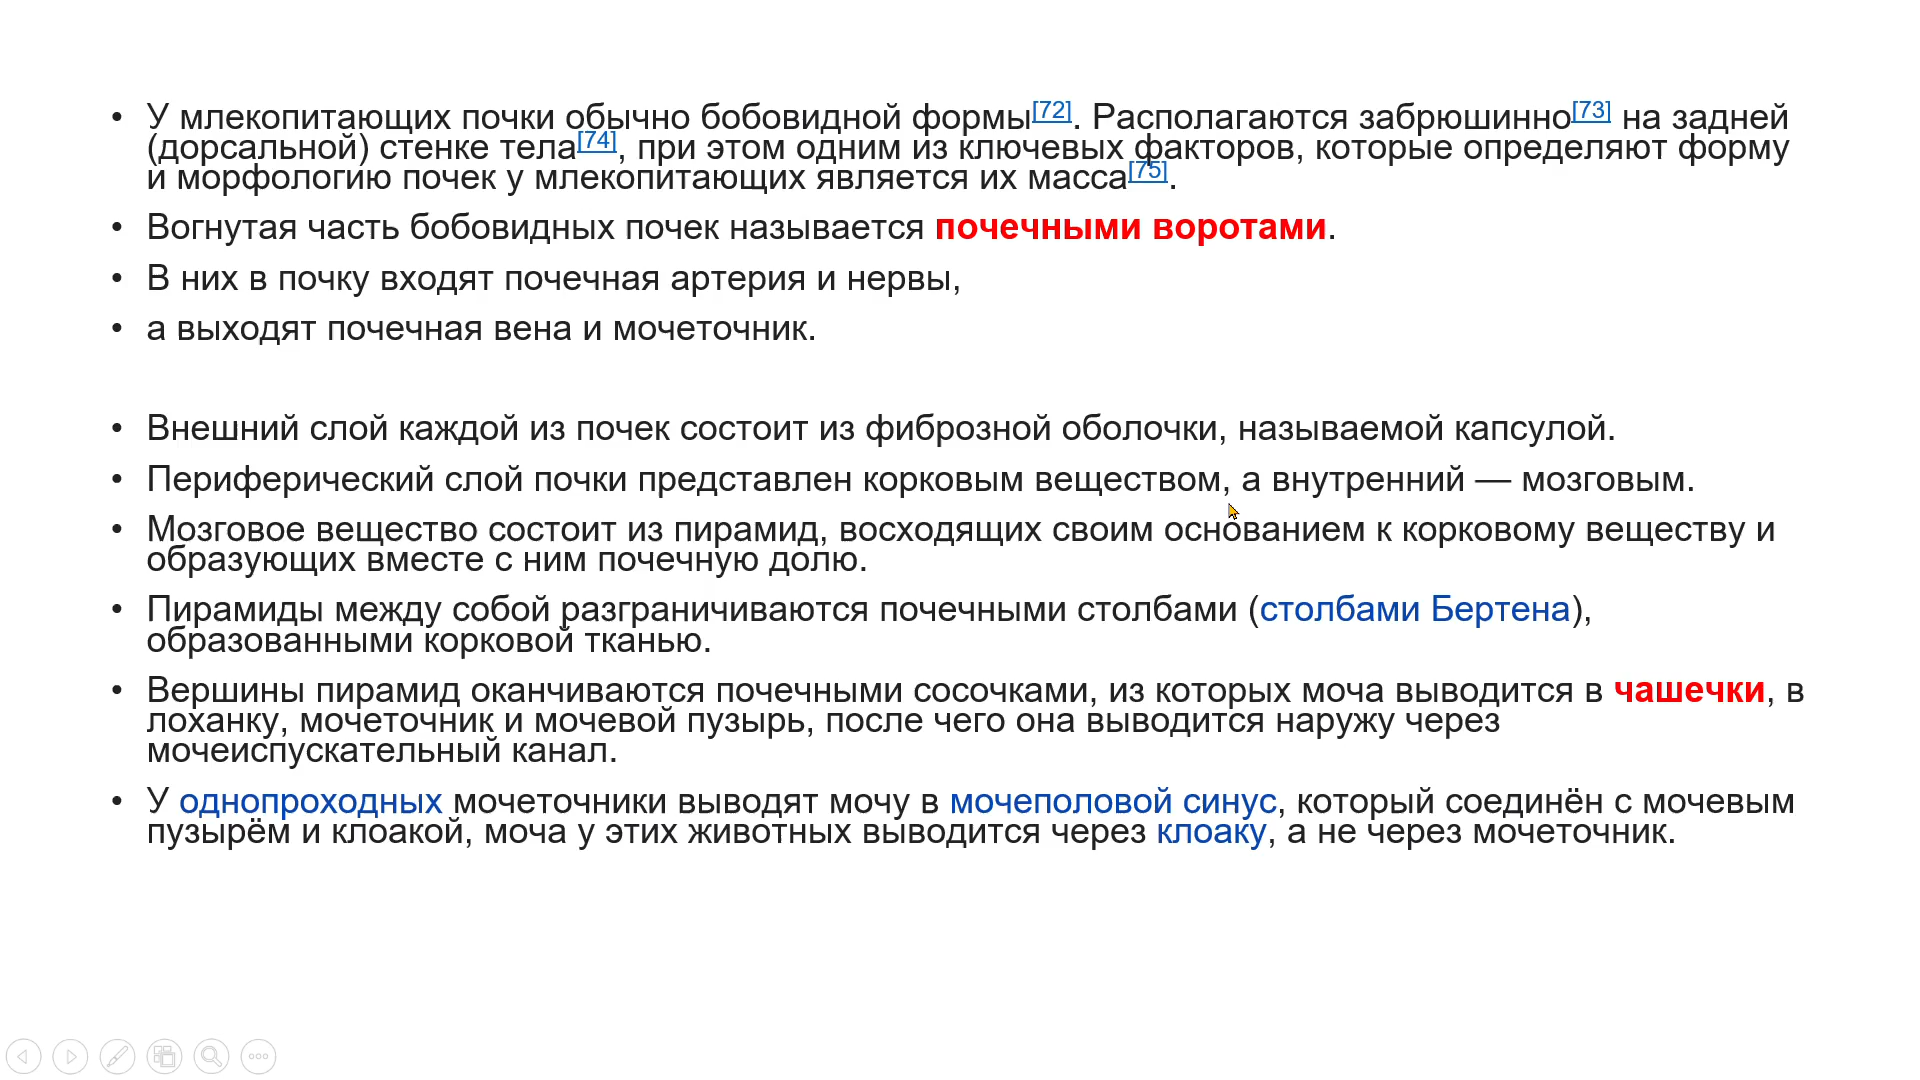 • У млекопитающих почки обычно бобовидной формы[72]. Располагаются забрюшинно[73] на задней
(дорсальной) стенке тела[74], при этом одним из ключевых факторов, которые определяют форму
и морфологию почек у млекопитающих является их масса[75].
• Вогнутая часть бобовидных почек называется почечными воротами.
• В них в почку входят почечная артерия и нервы,
• а выходят почечная вена и мочеточник.
• Внешний слой каждой из почек состоит из фиброзной оболочки, называемой капсулой.
• Периферический слой почки представлен корковым веществом, а внутренний — мозговым.
• Мозговое вещество состоит из пирамид, восходящих своим основанием к корковому веществу и
образующих вместе с ним почечную долю.
• Пирамиды между собой разграничиваются почечными столбами (столбами Бертена),
образованными корковой тканью.
• Вершины пирамид оканчиваются почечными сосочками, из которых моча выводится в чашечки, в
лоханку, мочеточник и мочевой пузырь, после чего она выводится наружу через
мочеиспускательный канал.
• У однопроходных мочеточники выводят мочу в мочеполовой синус, который соединён с мочевым
пузырём и клоакой, моча у этих животных выводится через клоаку, а не через мочеточник.